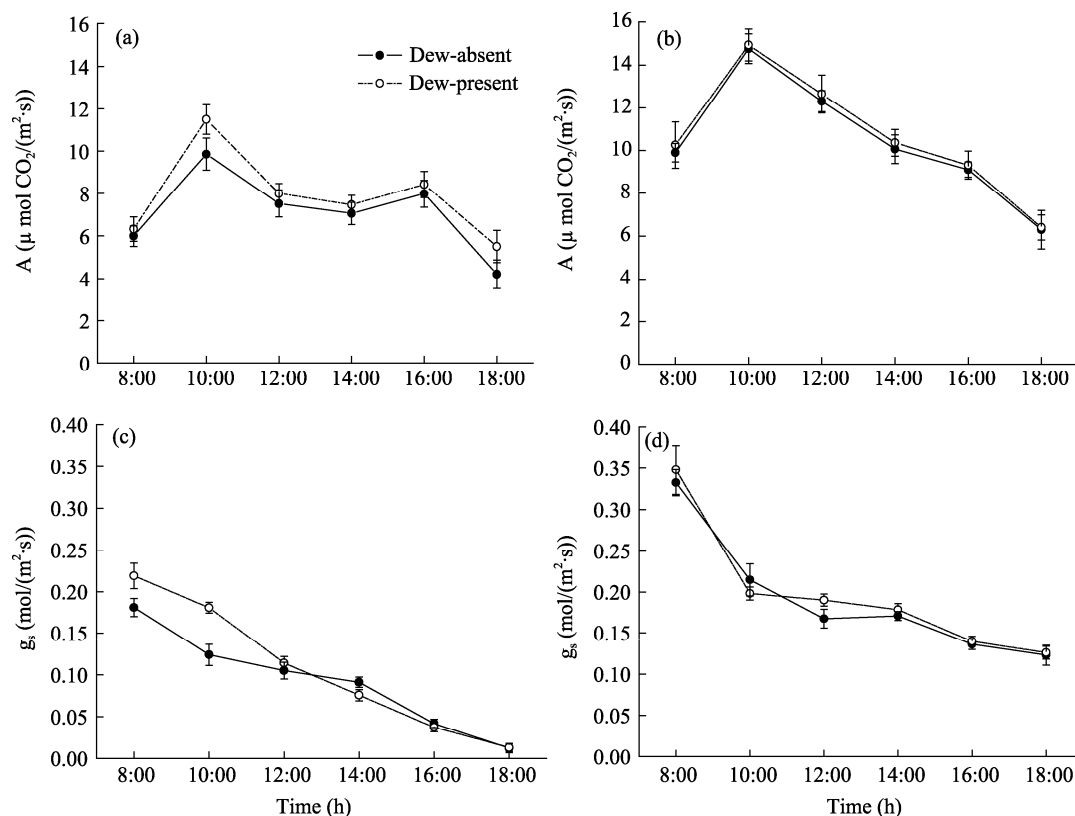 (a)
Dew-absent
Dew-present
A (μ mol CO₂/(m²·s))
16
14
12
10
8
6
4
2
0
8:00 10:00 12:00 14:00 16:00 18:00
(b)
A (μ mol CO₂/(m²·s))
16
14
12
10
8
6
4
2
0
8:00 10:00 12:00 14:00 16:00 18:00
(c)
gₛ (mol/(m²·s))
0.40
0.35
0.30
0.25
0.20
0.15
0.10
0.05
0.00
8:00 10:00 12:00 14:00 16:00 18:00
Time (h)
(d)
gₛ (mol/(m²·s))
0.40
0.35
0.30
0.25
0.20
0.15
0.10
0.05
0.00
8:00 10:00 12:00 14:00 16:00 18:00
Time (h)